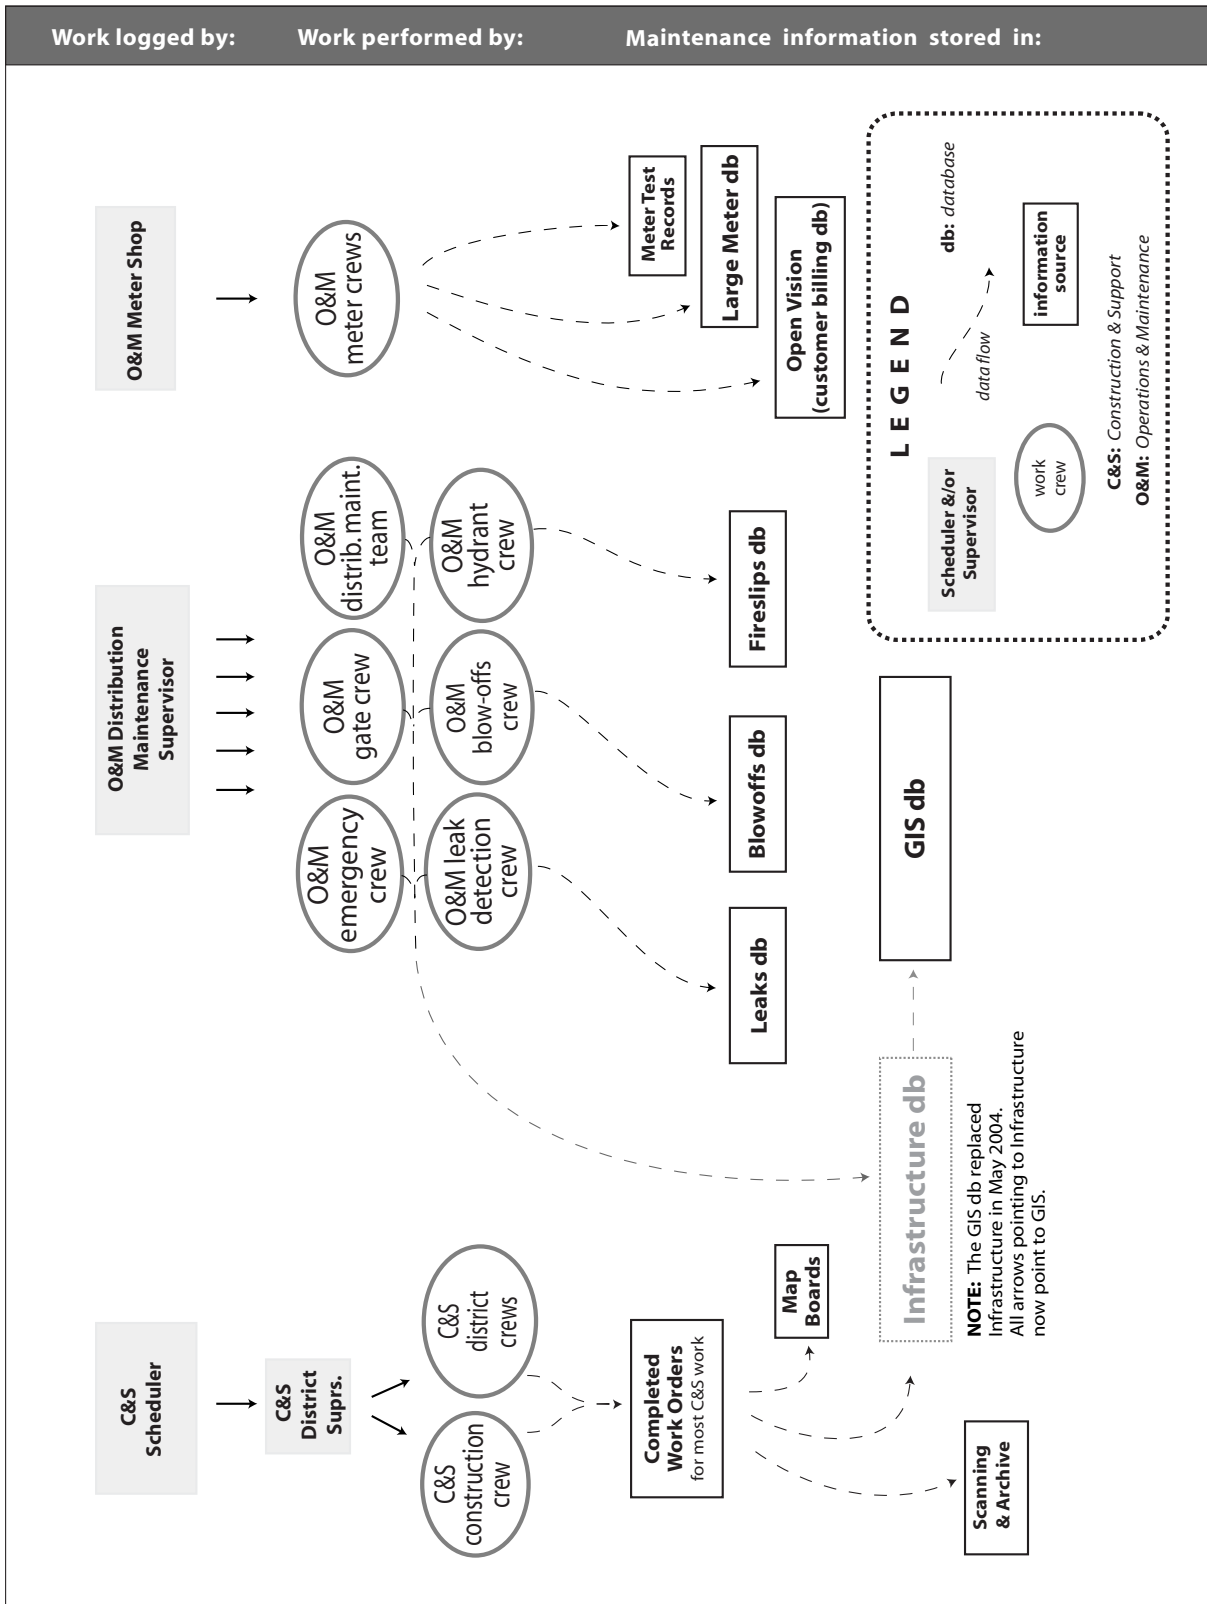 Work logged by:
Work performed by:
Maintenance information stored in:
C&S
Scheduler
C&S
District
Suprs.
C&S
construction
crew
C&S
district
crews
Completed
Work Orders
for most C&S work
Map
Boards
Scanning
& Archive
Infrastructure db
NOTE: The GIS db replaced
Infrastructure in May 2004.
All arrows pointing to Infrastructure
now point to GIS.
GIS db
O&M Distribution
Maintenance
Supervisor
O&M
emergency
crew
O&M
gate crew
O&M
distrib. maint.
team
O&M leak
detection
crew
O&M
blow-offs
crew
O&M
hydrant
crew
Leaks db
Blowoffs db
Fireslips db
O&M Meter Shop
O&M
meter crews
Meter Test
Records
Large Meter db
Open Vision
(customer billing db)
LEGEND
Scheduler &/or
Supervisor
data flow
db: database
work
crew
information
source
C&S: Construction & Support
O&M: Operations & Maintenance